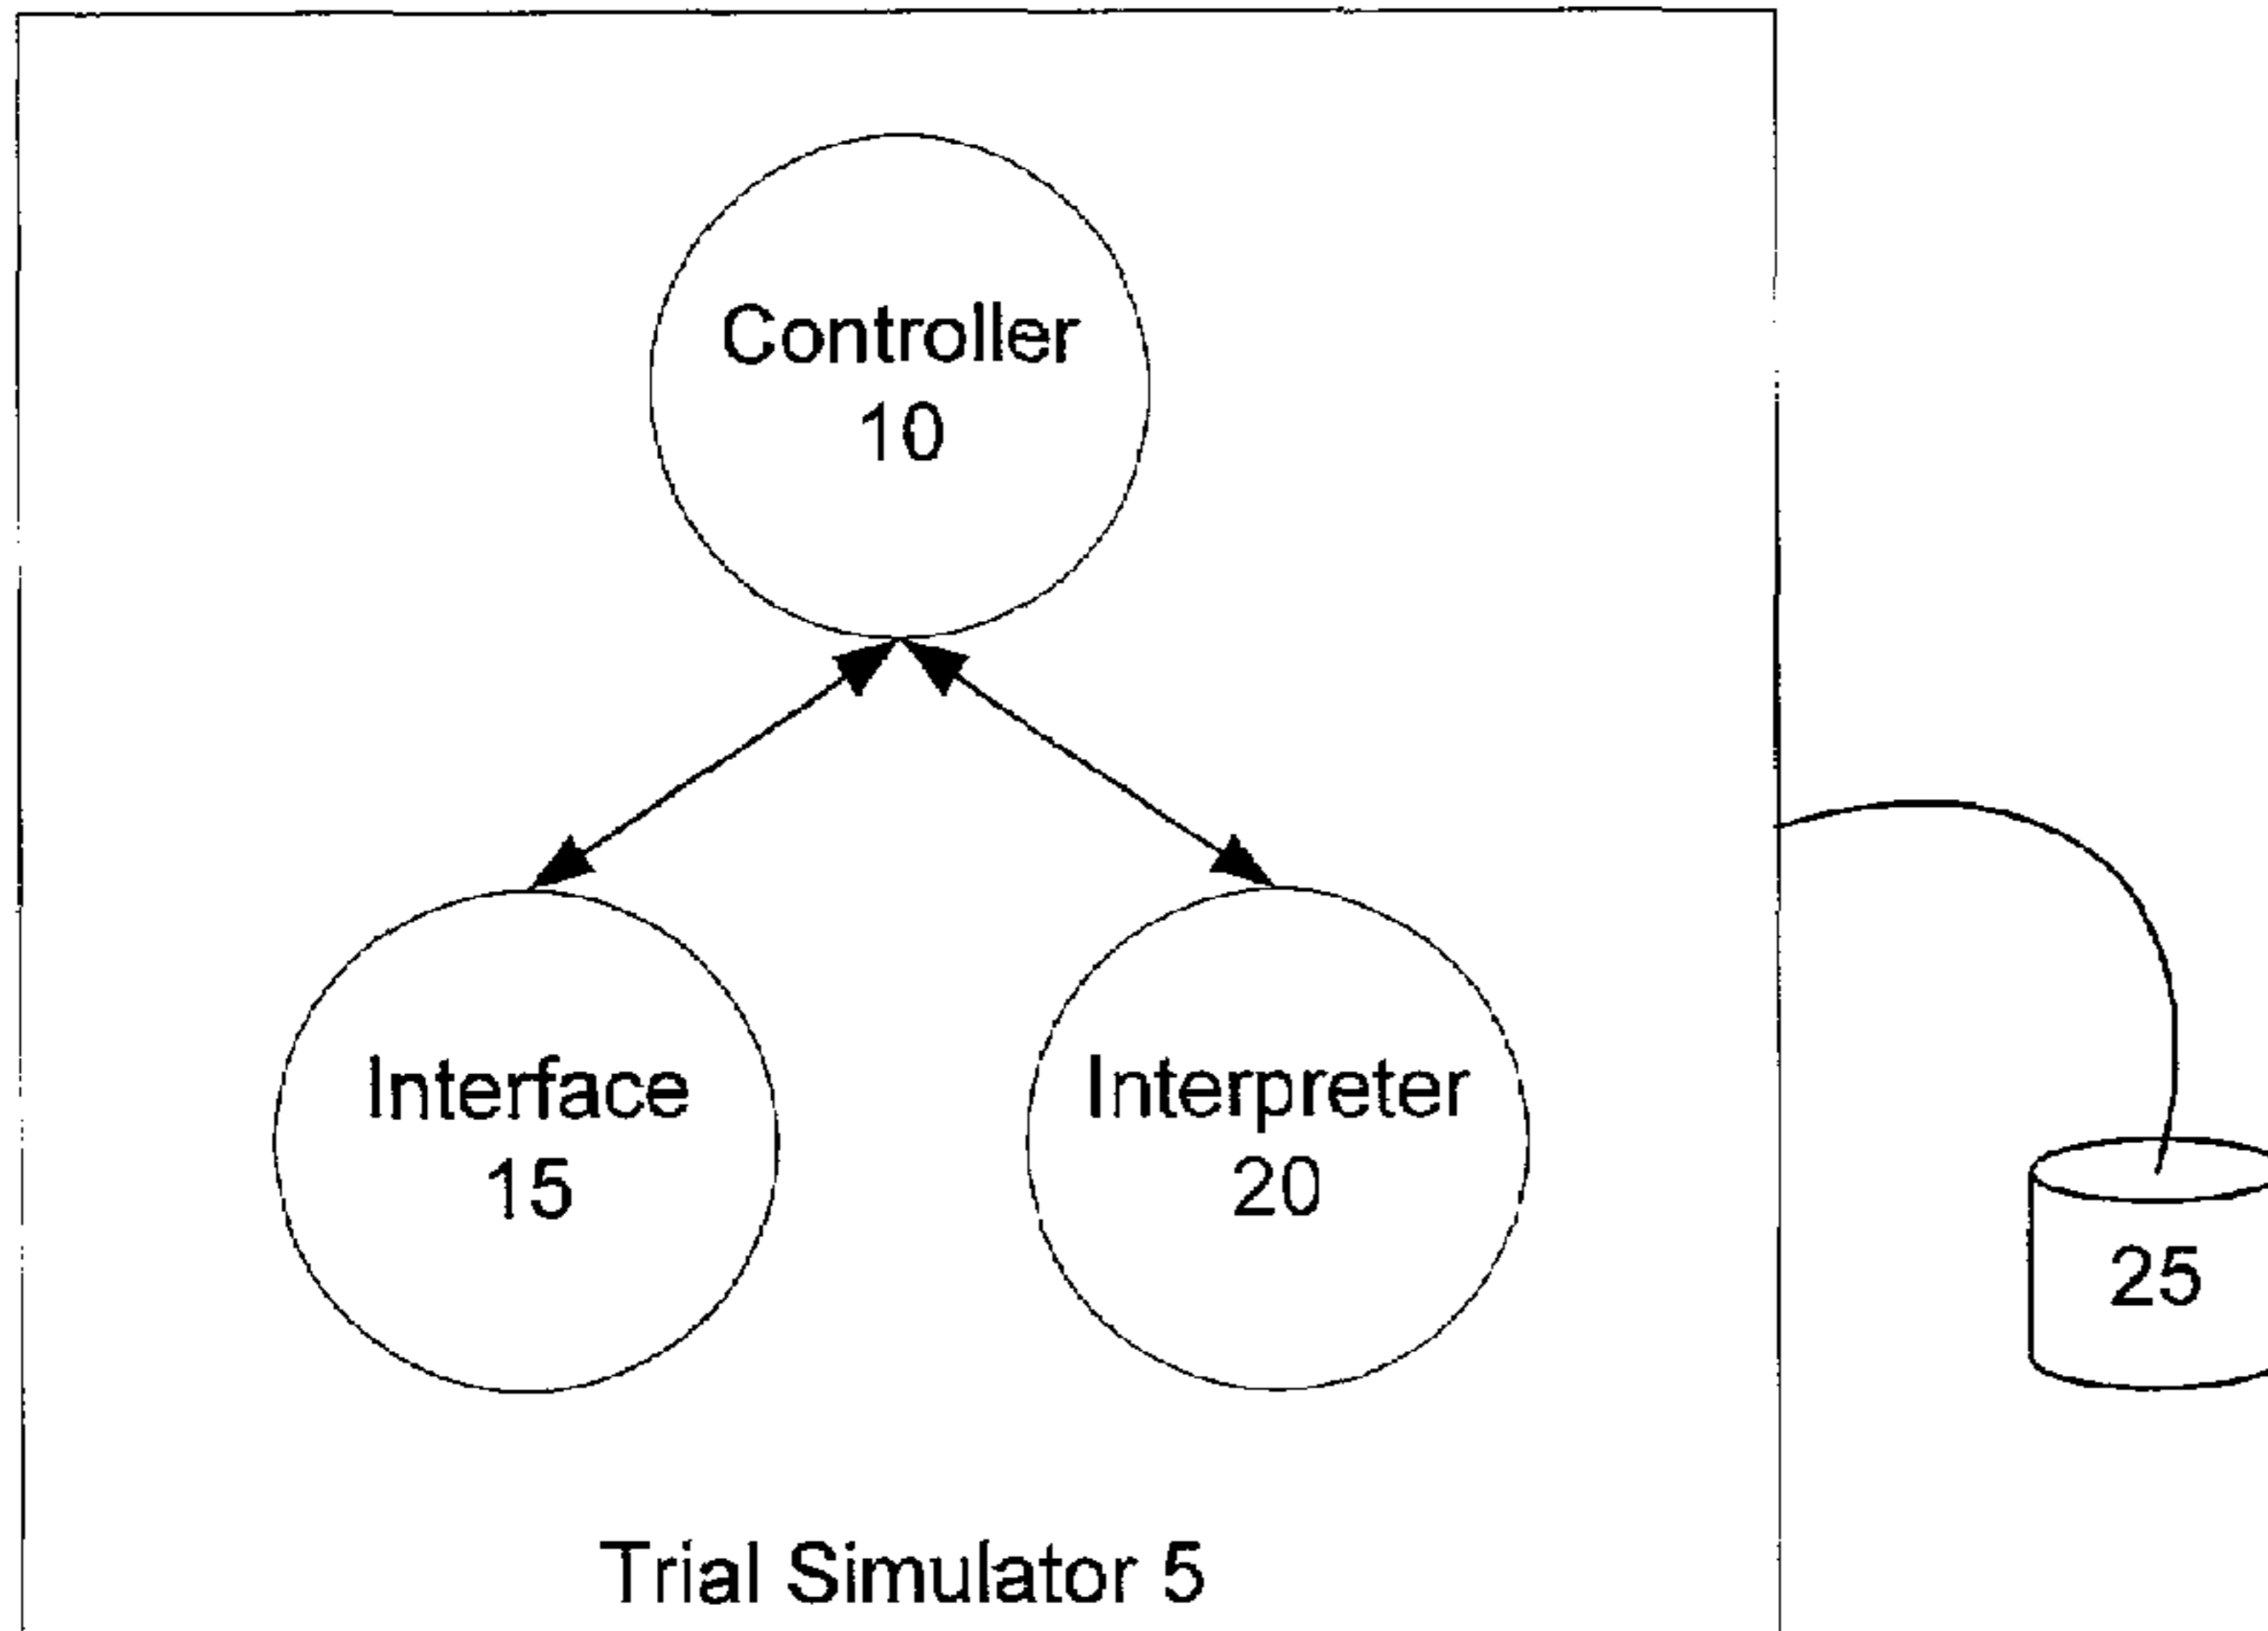 Controller
10
Interface
15
Interpreter
20
25
Trial Simulator 5